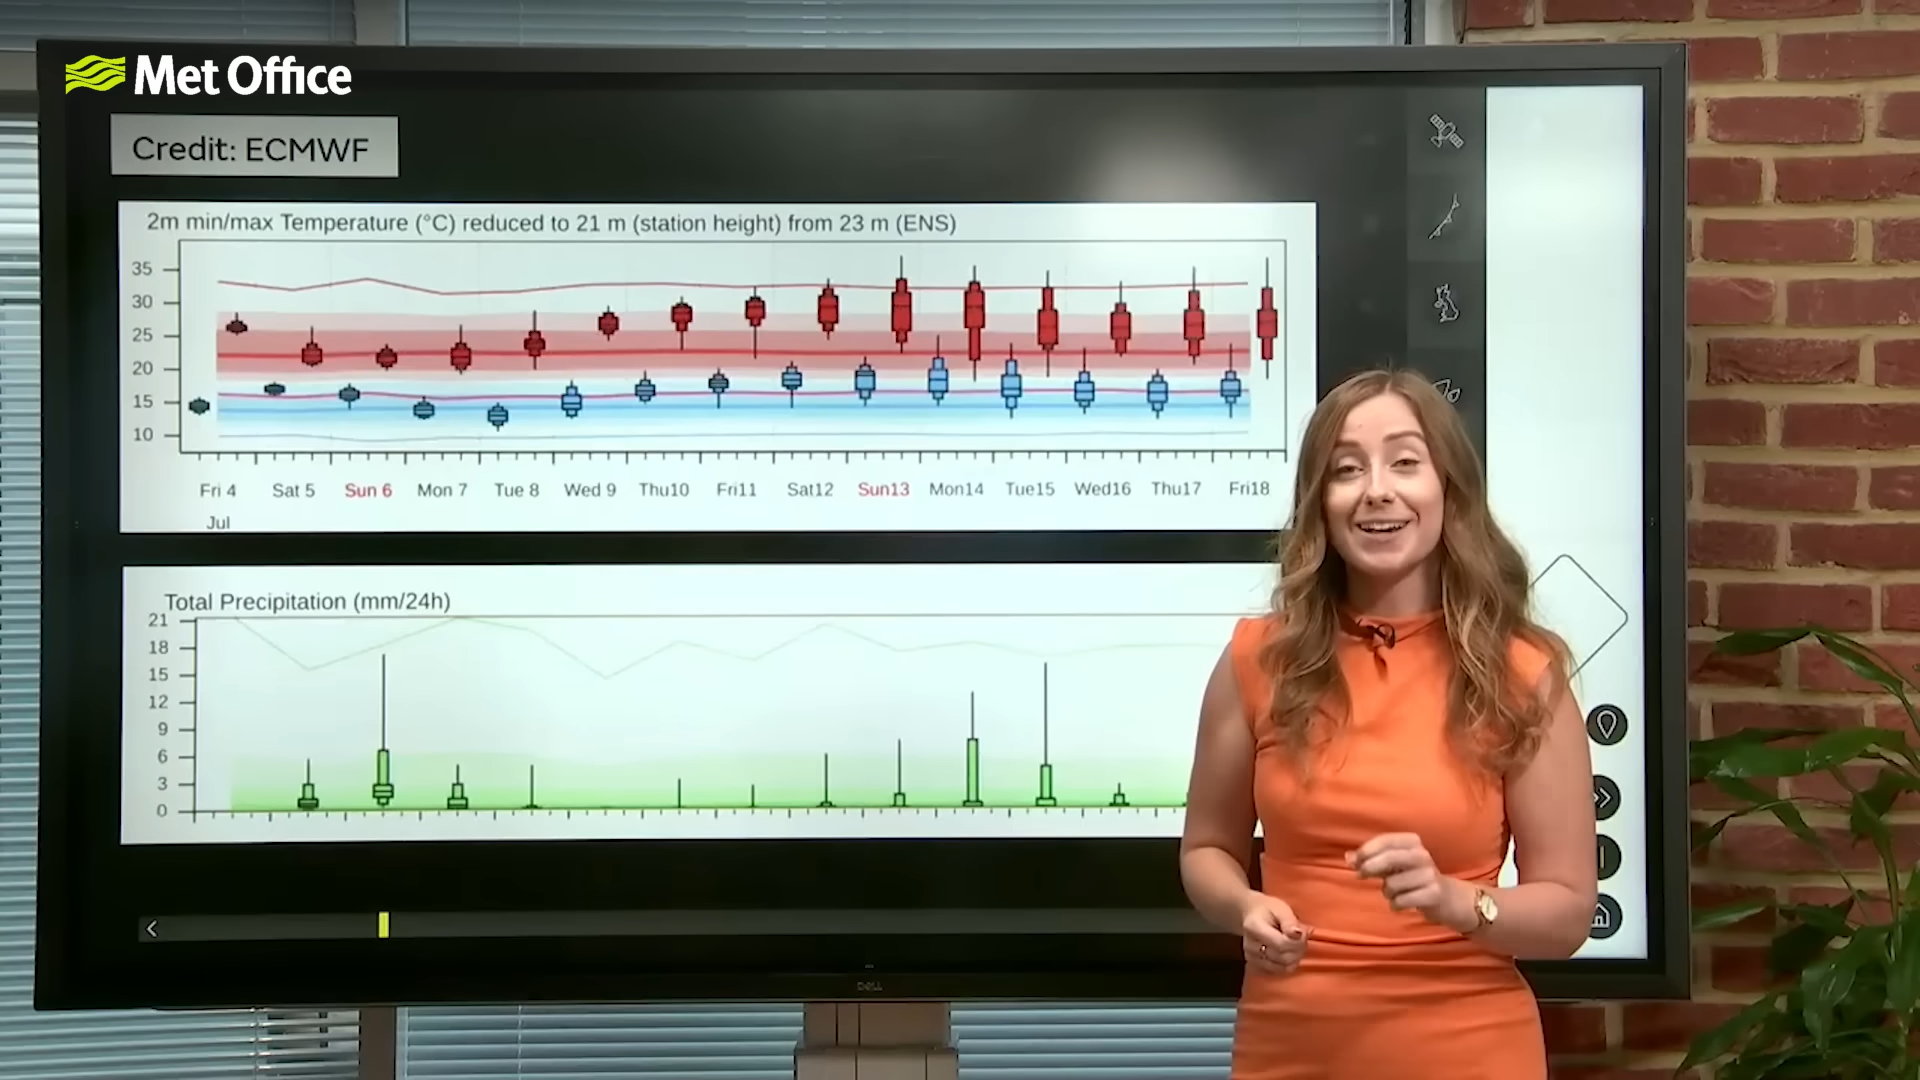 Met Office
Credit: ECMWF
2m min/max Temperature (°C) reduced to 21 m (station height) from 23 m (ENS)
35
30
25
20
15
10
Fri 4 Sat 5 Sun 6 Mon 7 Tue 8 Wed 9 Thu10 Fri11 Sat12 Sun13 Mon14 Tue15 Wed16 Thu17 Fri18
Jul
Total Precipitation (mm/24h)
21
18
15
12
9
6
3
0
DELL